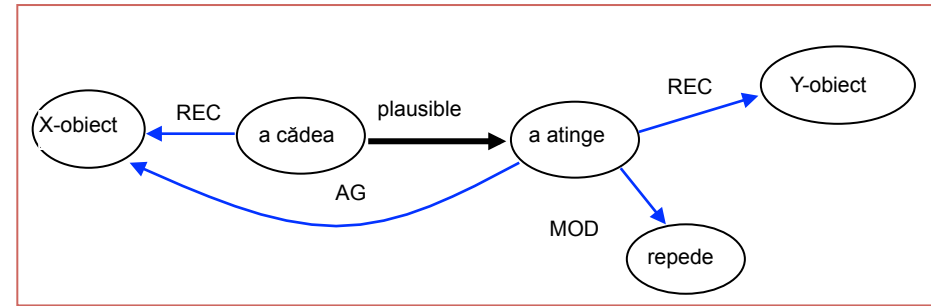 X-obiect
REC
a cădea
plausible
a atinge
REC
Y-obiect
AG
MOD
repede